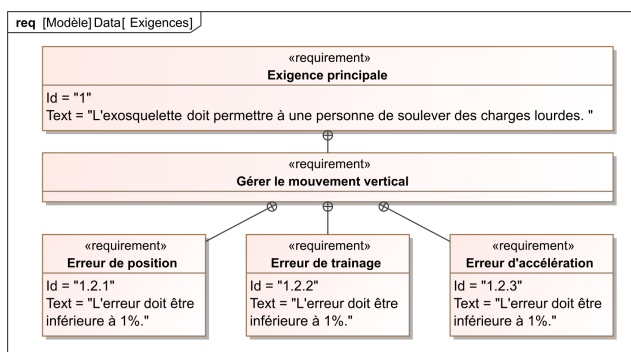 req [Modèle] Data[ Exigences]
«requirement»
Exigence principale
Id = "1"
Text = "L'exosquelette doit permettre à une personne de soulever des charges lourdes. "
«requirement»
Gérer le mouvement vertical
«requirement»
Erreur de position
Id = "1.2.1"
Text = "L'erreur doit être
inférieure à 1%."
«requirement»
Erreur de trainage
Id = "1.2.2"
Text = "L'erreur doit être
inférieure à 1%."
«requirement»
Erreur d'accélération
Id = "1.2.3"
Text = "L'erreur doit être
inférieure à 1%."